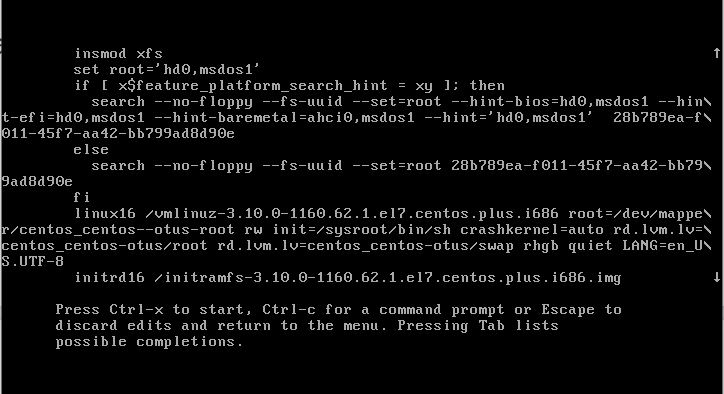 insmod xfs
set root='hd0,msdos1'
if [ x$feature_platform_search_hint = xy ]; then
search --no-floppy --fs-uuid --set=root --hint-bios=hd0,msdos1 --hin\
t-efi=hd0,msdos1 --hint-baremetal=ahci0,msdos1 --hint='hd0,msdos1'  28b789ea-f\
011-45f7-aa42-bb799ad8d90e
else
search --no-floppy --fs-uuid --set=root 28b789ea-f011-45f7-aa42-bb79\
9ad8d90e
fi
linux16 /vmlinuz-3.10.0-1160.62.1.el7.centos.plus.i686 root=/dev/mappe\
r/centos_centos--otus-root rw init=/sysroot/bin/sh crashkernel=auto rd.lvm.lv=\
centos_centos-otus/root rd.lvm.lv=centos_centos-otus/swap rhgb quiet LANG=en_U\
S.UTF-8
initrd16 /initramfs-3.10.0-1160.62.1.el7.centos.plus.i686.img
Press Ctrl-x to start, Ctrl-c for a command prompt or Escape to
discard edits and return to the menu. Pressing Tab lists
possible completions.